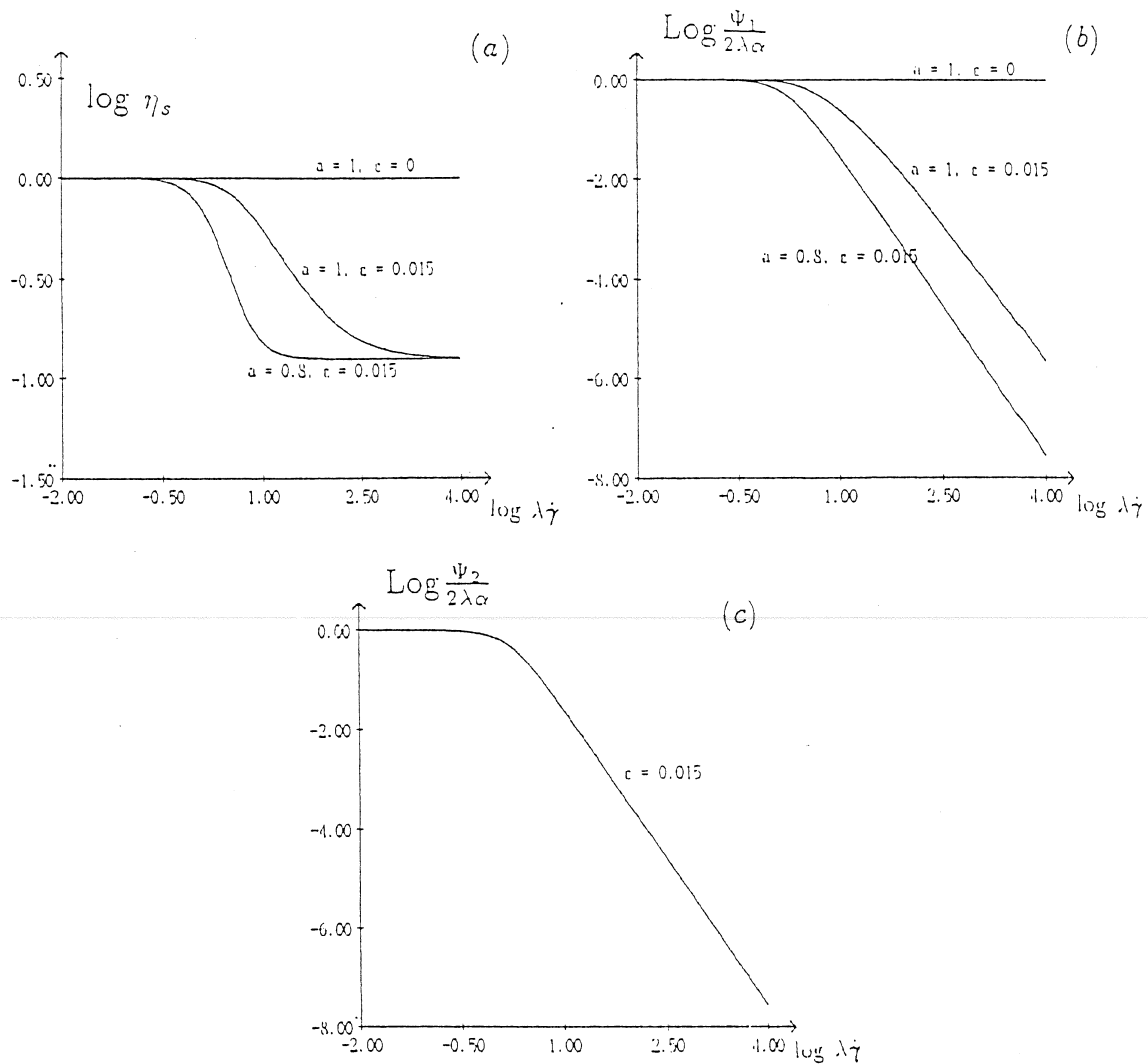 (a)
log ηₛ
0.50
0.00
-0.50
-1.00
-1.50
-2.00 -0.50 1.00 2.50 4.00
log λγ̇
a = 1, ε = 0
a = 1, ε = 0.015
a = 0.8, ε = 0.015
(b)
Log Ψ₁/2λα
0.00
-2.00
-4.00
-6.00
-8.00
-2.00 -0.50 1.00 2.50 4.00
log λγ̇
a = 1, ε = 0
a = 1, ε = 0.015
a = 0.8, ε = 0.015
(c)
Log Ψ₂/2λα
0.00
-2.00
-4.00
-6.00
-8.00
-2.00 -0.50 1.00 2.50 4.00
log λγ̇
ε = 0.015